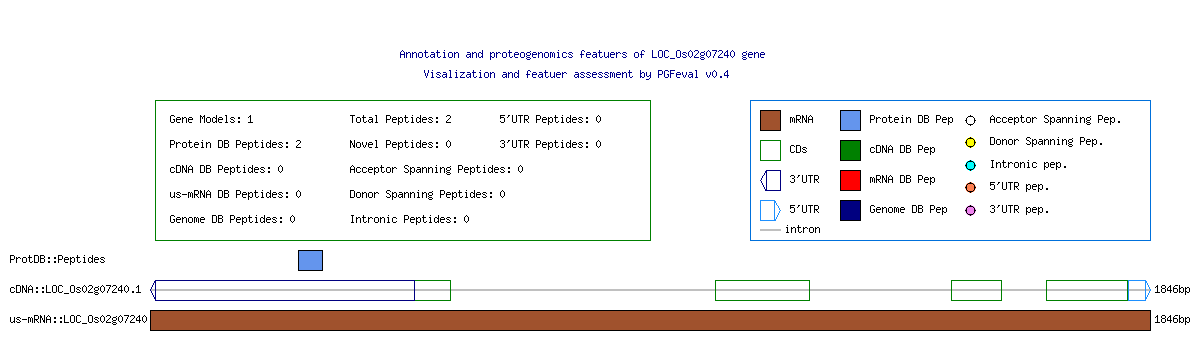 Annotation and proteogenomics featuers of LOC_Os02g07240 gene
Visalization and featuer assessment by PGFeval v0.4
Gene Models: 1 Total Peptides: 2 5'UTR Peptides: 0
Protein DB Peptides: 2 Novel Peptides: 0 3'UTR Peptides: 0
cDNA DB Peptides: 0 Acceptor Spanning Peptides: 0
us-mRNA DB Peptides: 0 Donor Spanning Peptides: 0
Genome DB Peptides: 0 Intronic Peptides: 0
mRNA Protein DB Pep Acceptor Spanning Pep.
CDs cDNA DB Pep Donor Spanning Pep.
3'UTR mRNA DB Pep Intronic pep.
5'UTR Genome DB Pep 5'UTR pep.
intron 3'UTR pep.
ProtDB::Peptides
cDNA::LOC_Os02g07240.1 1846bp
us-mRNA::LOC_Os02g07240 1846bp